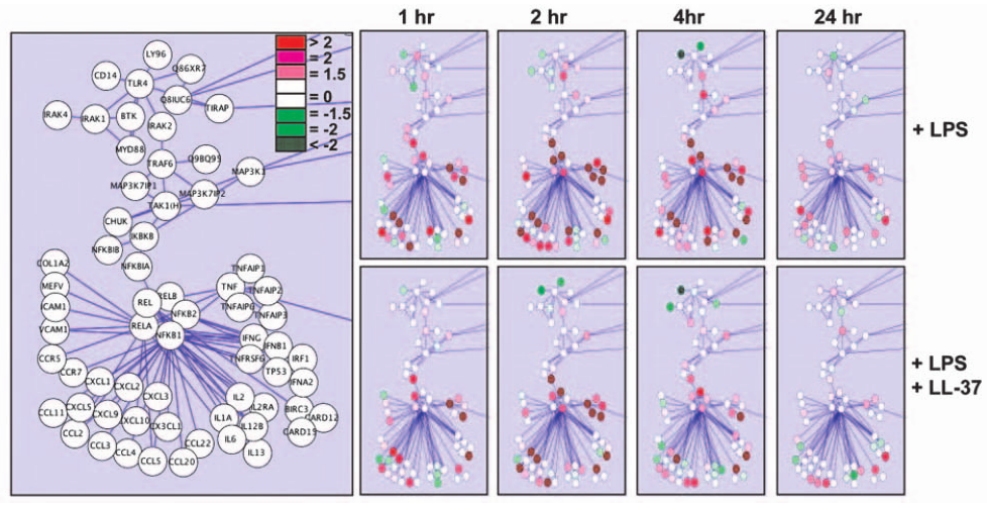 1 hr 2 hr 4hr 24 hr
> 2
= 2
= 1.5
= 0
= -1.5
= -2
< -2
LY96
CD14
Q86XR7
TLR4
Q8IUC6
TIRAP
IRAK4
IRAK1
BTK
IRAK2
MYD88
TRAF6
Q9BQ95
MAP3K1
MAP3K7IP1
MAP3K7IP2
TAK1(H)
CHUK
IKBKB
NFKBIB
NFKBIA
COL1A2
MEFV
ICAM1
VCAM1
TNFAIP1
TNF
TNFAIP2
TNFAIP6
TNFAIP3
REL
RELB
NFKB2
RELA
NFKB1
IFNG
IFNB1
TNFRSF6
IRF1
TP53
IFNA2
CCR5
CCR7
CXCL1
CXCL2
CXCL3
CCL11
CXCL5
CXCL9
CXCL10
CX3CL1
CCL2
CCL3
CCL4
CCL5
CCL20
CCL22
IL2
IL2RA
IL1A
IL12B
IL6
IL13
BIRC3
CARD12
CARD15
+ LPS
+ LPS
+ LL-37